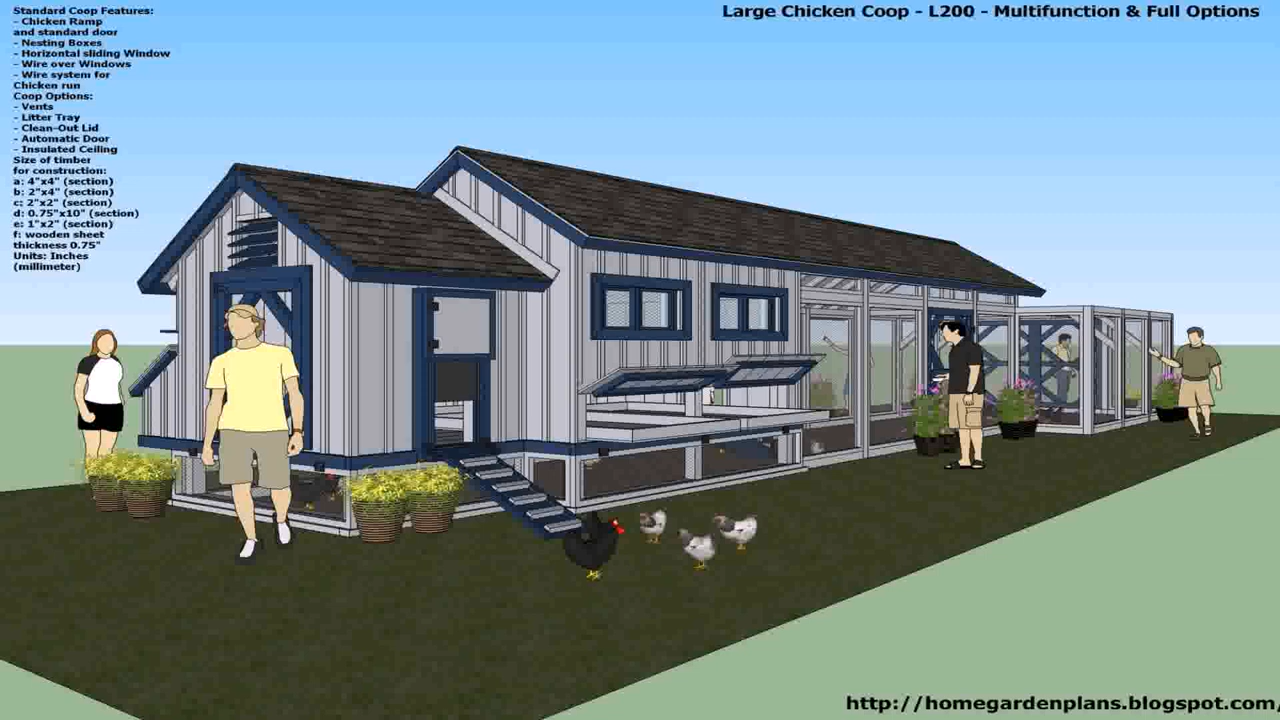 Standard Coop Features:
- Chicken Ramp
and standard door
- Nesting Boxes
- Horizontal sliding Window
- Wire over Windows
- Wire system for
Chicken run
Coop Options:
- Vents
- Litter Tray
- Clean-Out Lid
- Automatic Door
- Insulated Ceiling
Size of timber
for construction:
a: 4"x4" (section)
b: 2"x4" (section)
c: 2"x2" (section)
d: 0.75"x10" (section)
e: 1"x2" (section)
f: wooden sheet
thickness 0.75"
Units: Inches
(millimeter)
Large Chicken Coop - L200 - Multifunction & Full Options
http://homegardenplans.blogspot.com/